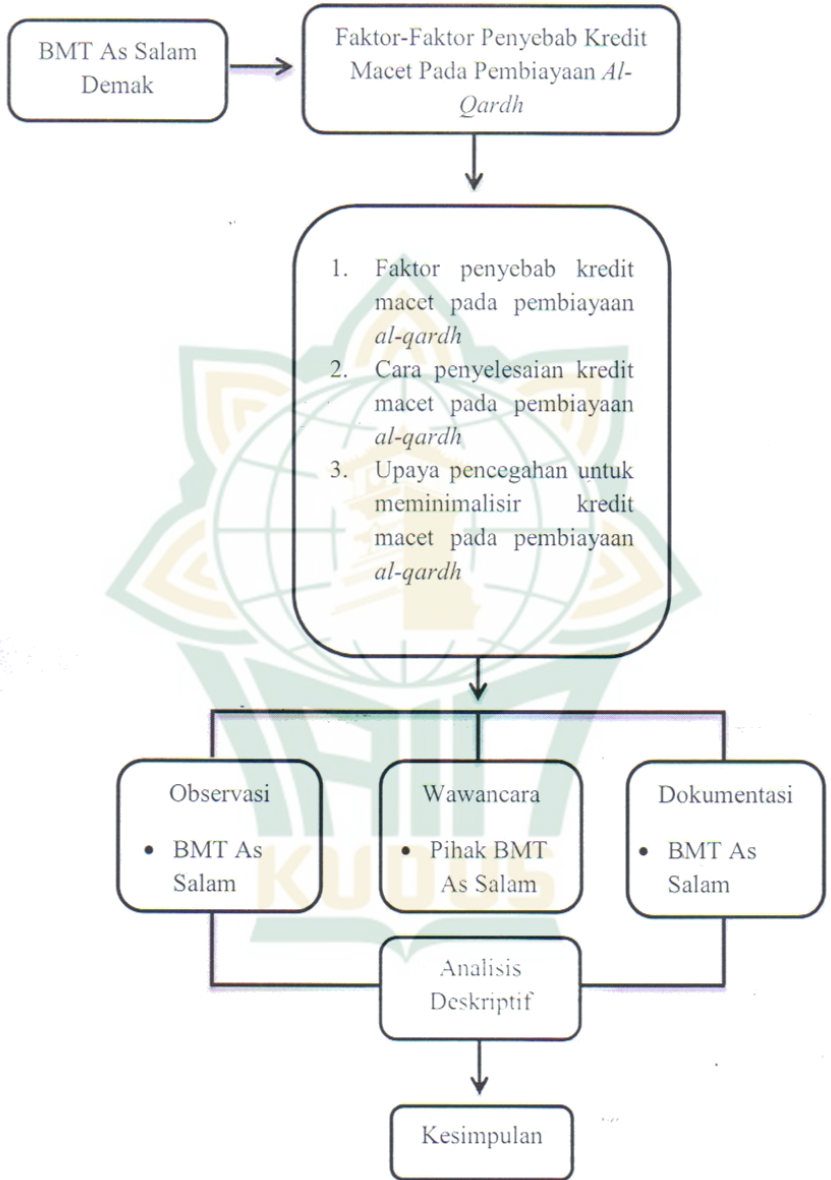 BMT As Salam
Demak
Faktor-Faktor Penyebab Kredit
Macet Pada Pembiayaan Al-
Qardh
1. Faktor penyebab kredit
macet pada pembiayaan
al-qardh
2. Cara penyelesaian kredit
macet pada pembiayaan
al-qardh
3. Upaya pencegahan untuk
meminimalisir kredit
macet pada pembiayaan
al-qardh
Observasi
• BMT As
Salam
Wawancara
• Pihak BMT
As Salam
Dokumentasi
• BMT As
Salam
KUDUS
Analisis
Deskriptif
Kesimpulan